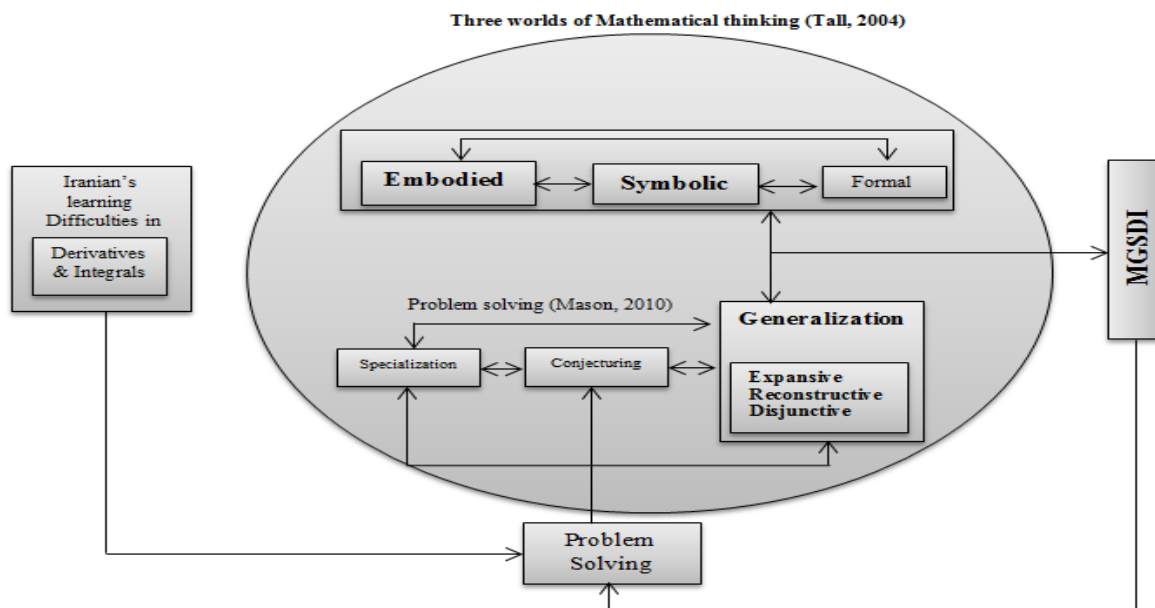 Three worlds of Mathematical thinking (Tall, 2004)
Iranian's
learning
Difficulties in
Derivatives
& Integrals
Embodied
Symbolic
Formal
MGSDI
Problem solving (Mason, 2010)
Specialization
Conjecturing
Generalization
Expansive
Reconstructive
Disjunctive
Problem
Solving